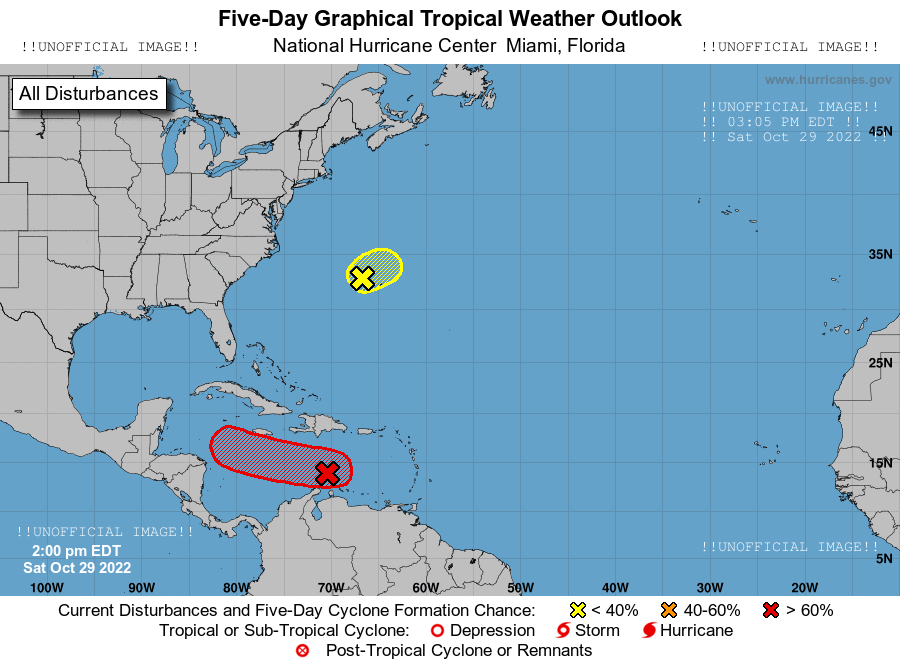 Five-Day Graphical Tropical Weather Outlook
!!UNOFFICIAL IMAGE!! National Hurricane Center Miami, Florida !!UNOFFICIAL IMAGE!!
www.hurricanes.gov
All Disturbances
!!UNOFFICIAL IMAGE!!
!! 03:05 PM EDT !!
!! Sat Oct 29 2022 !!
45N
35N
25N
15N
!!UNOFFICIAL IMAGE!!
2:00 pm EDT
Sat Oct 29 2022
!!UNOFFICIAL IMAGE!!
5N
100W 90W 80W 70W 60W 50W 40W 30W 20W
Current Disturbances and Five-Day Cyclone Formation Chance: < 40% 40-60% > 60%
Tropical or Sub-Tropical Cyclone: Depression Storm Hurricane
Post-Tropical Cyclone or Remnants